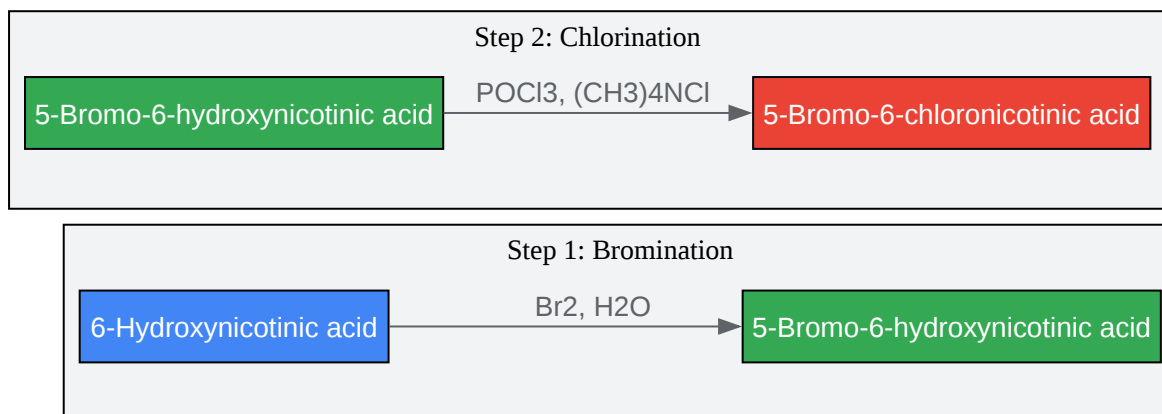 Step 2: Chlorination
5-Bromo-6-hydroxynicotinic acid
POCl3, (CH3)4NCl
5-Bromo-6-chloronicotinic acid
Step 1: Bromination
6-Hydroxynicotinic acid
Br2, H2O
5-Bromo-6-hydroxynicotinic acid